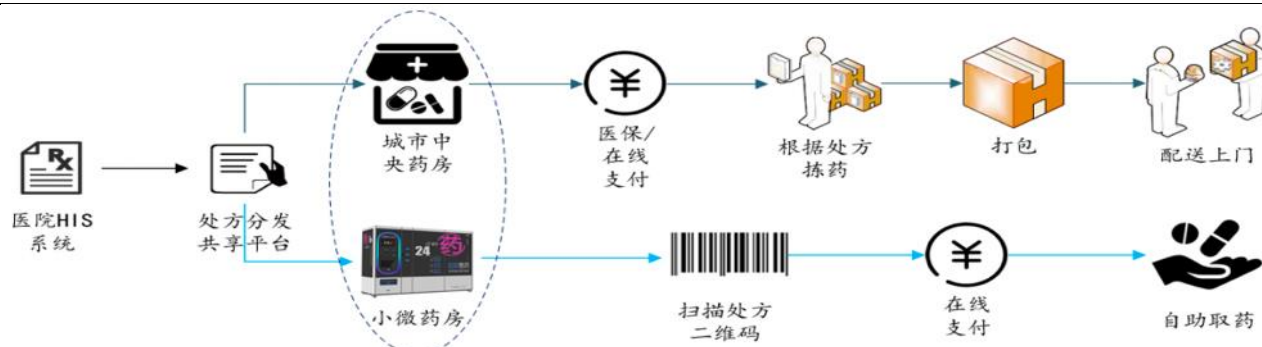 Rx
医院HIS
系统
处方分发
共享平台
城市中
央药房
¥
医保/
在线
支付
根据处方
拣药
打包
配送上门
24
药
小微药房
扫描处方
二维码
¥
在线
支付
自助取药